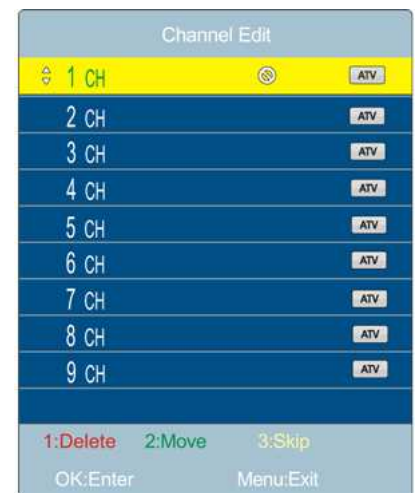 Channel Edit
1 CH ATV
2 CH ATV
3 CH ATV
4 CH ATV
5 CH ATV
6 CH ATV
7 CH ATV
8 CH ATV
9 CH ATV
1:Delete 2:Move 3:Skip
OK:Enter Menu:Exit